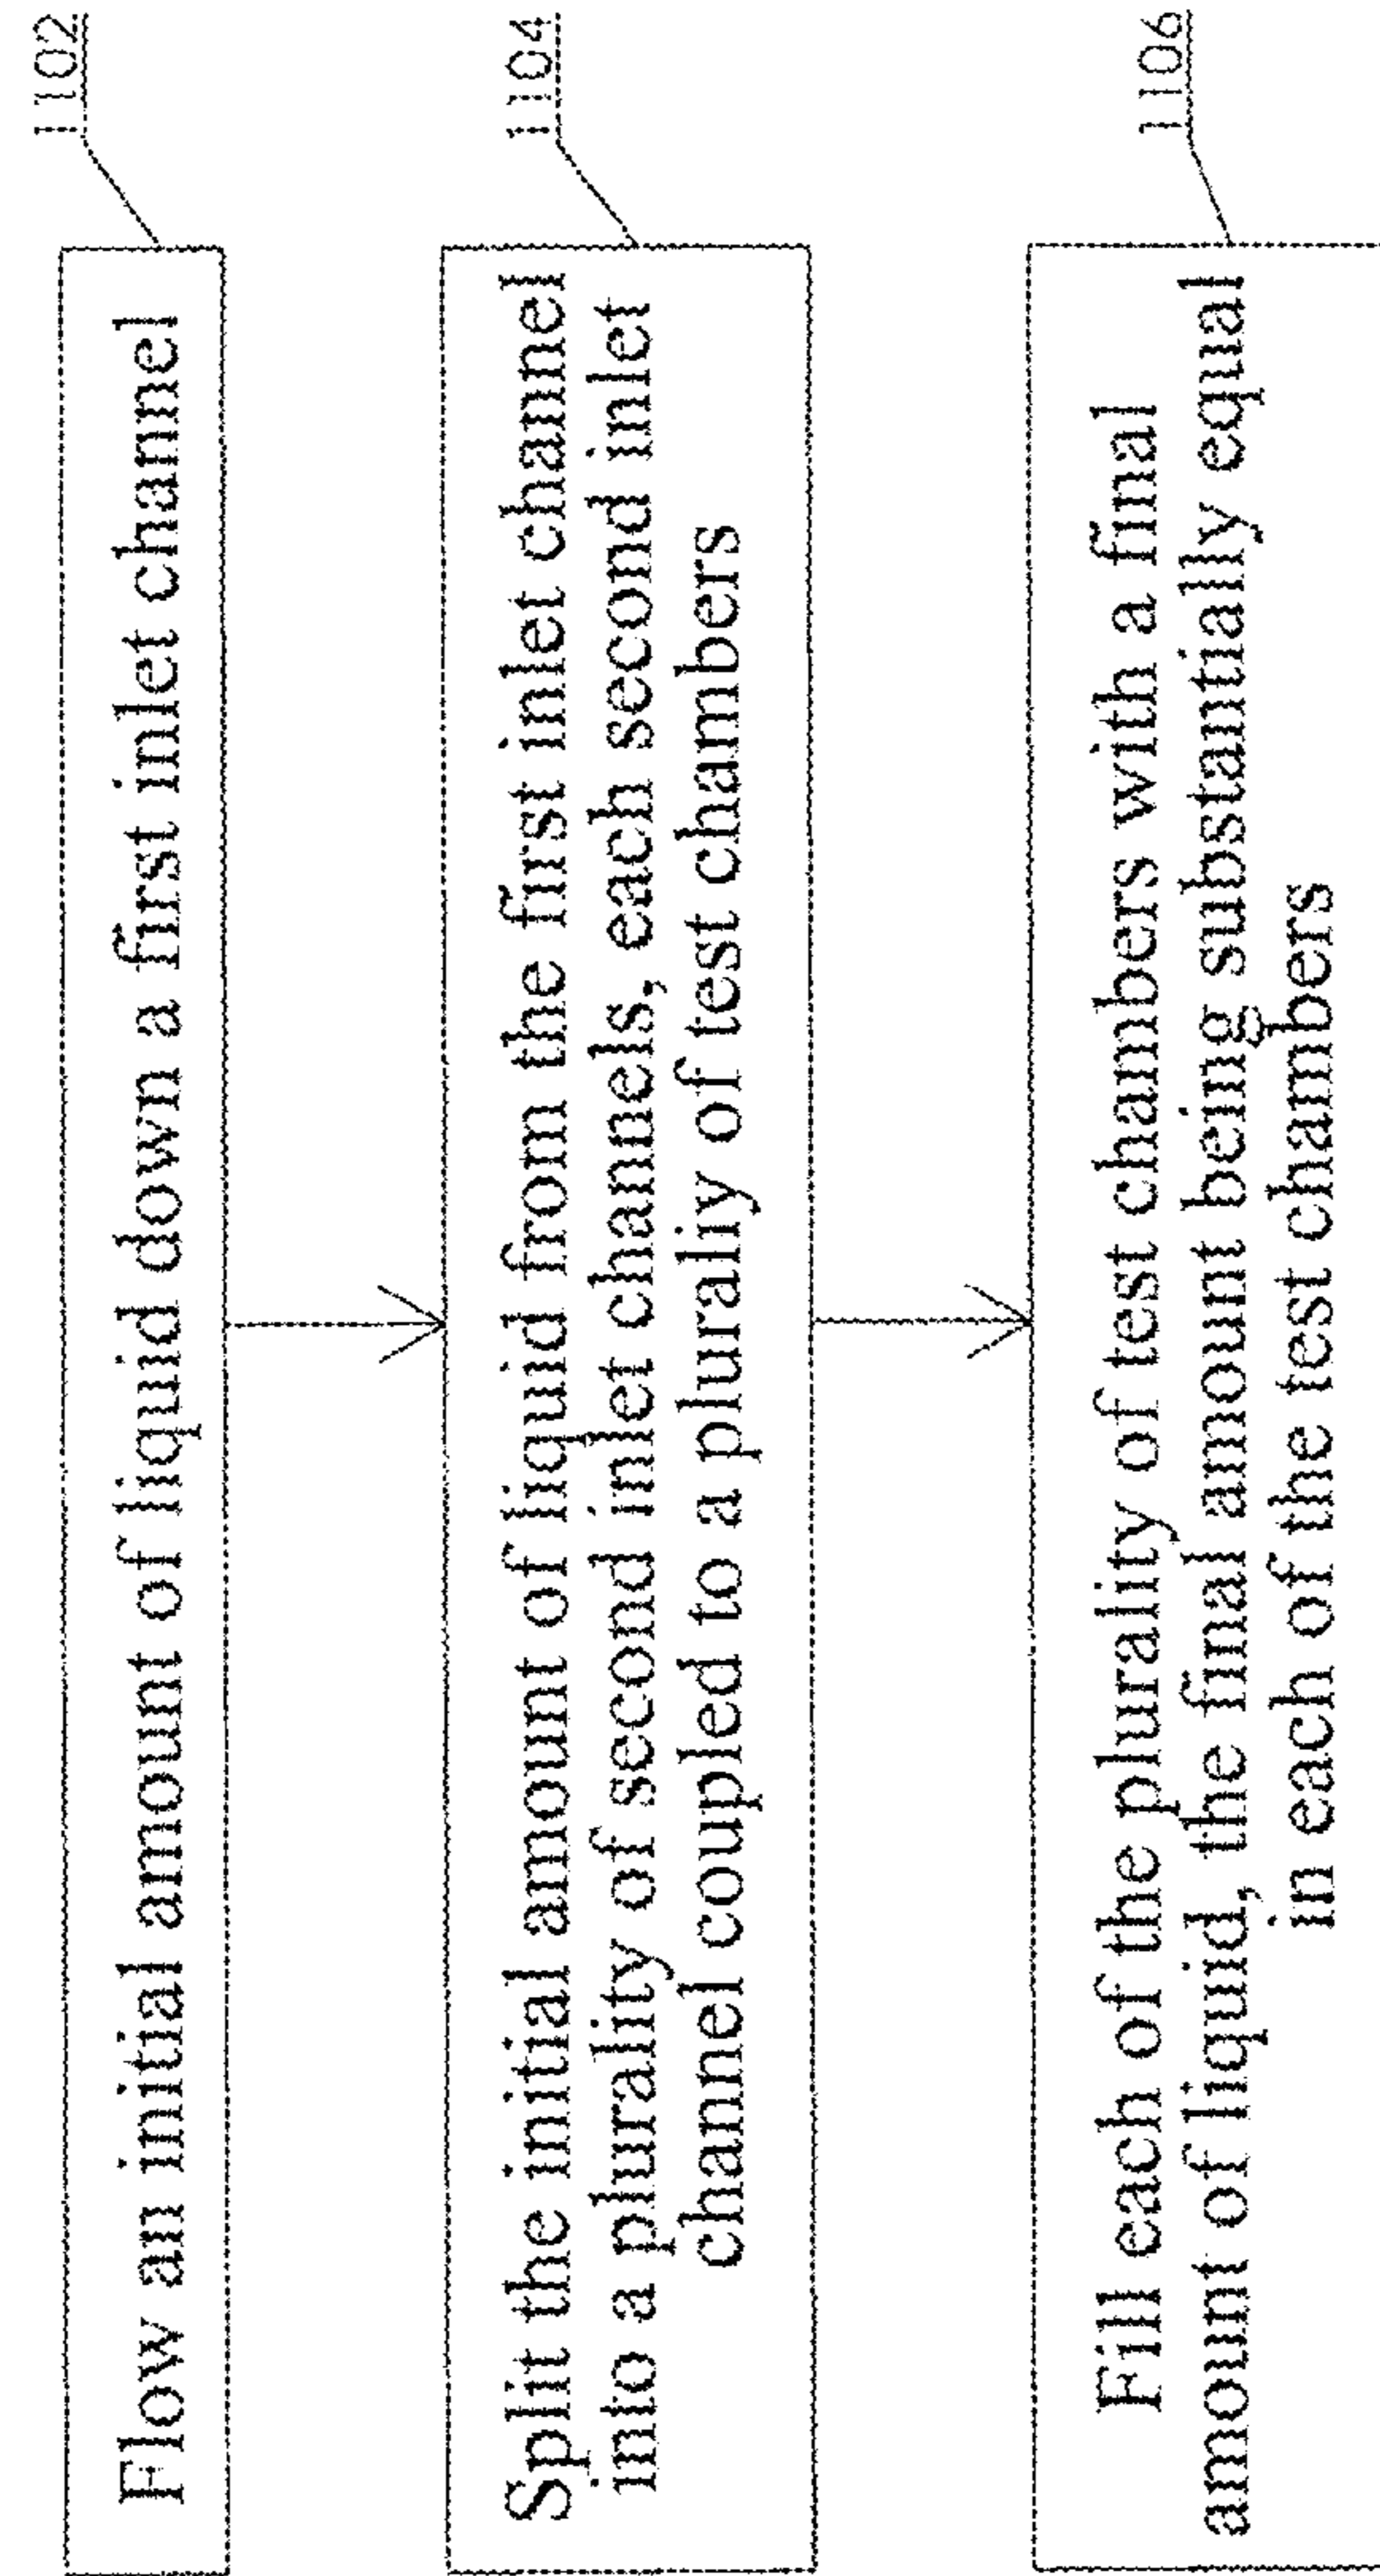 Flow an initial amount of liquid down a first inlet channel
1102
Split the initial amount of liquid from the first inlet channel
into a plurality of second inlet channels, each second inlet
channel coupled to a pluraliy of test chambers
1104
Fill each of the plurality of test chambers with a final
amount of liquid, the final amount being substantially equal
in each of the test chambers
1106